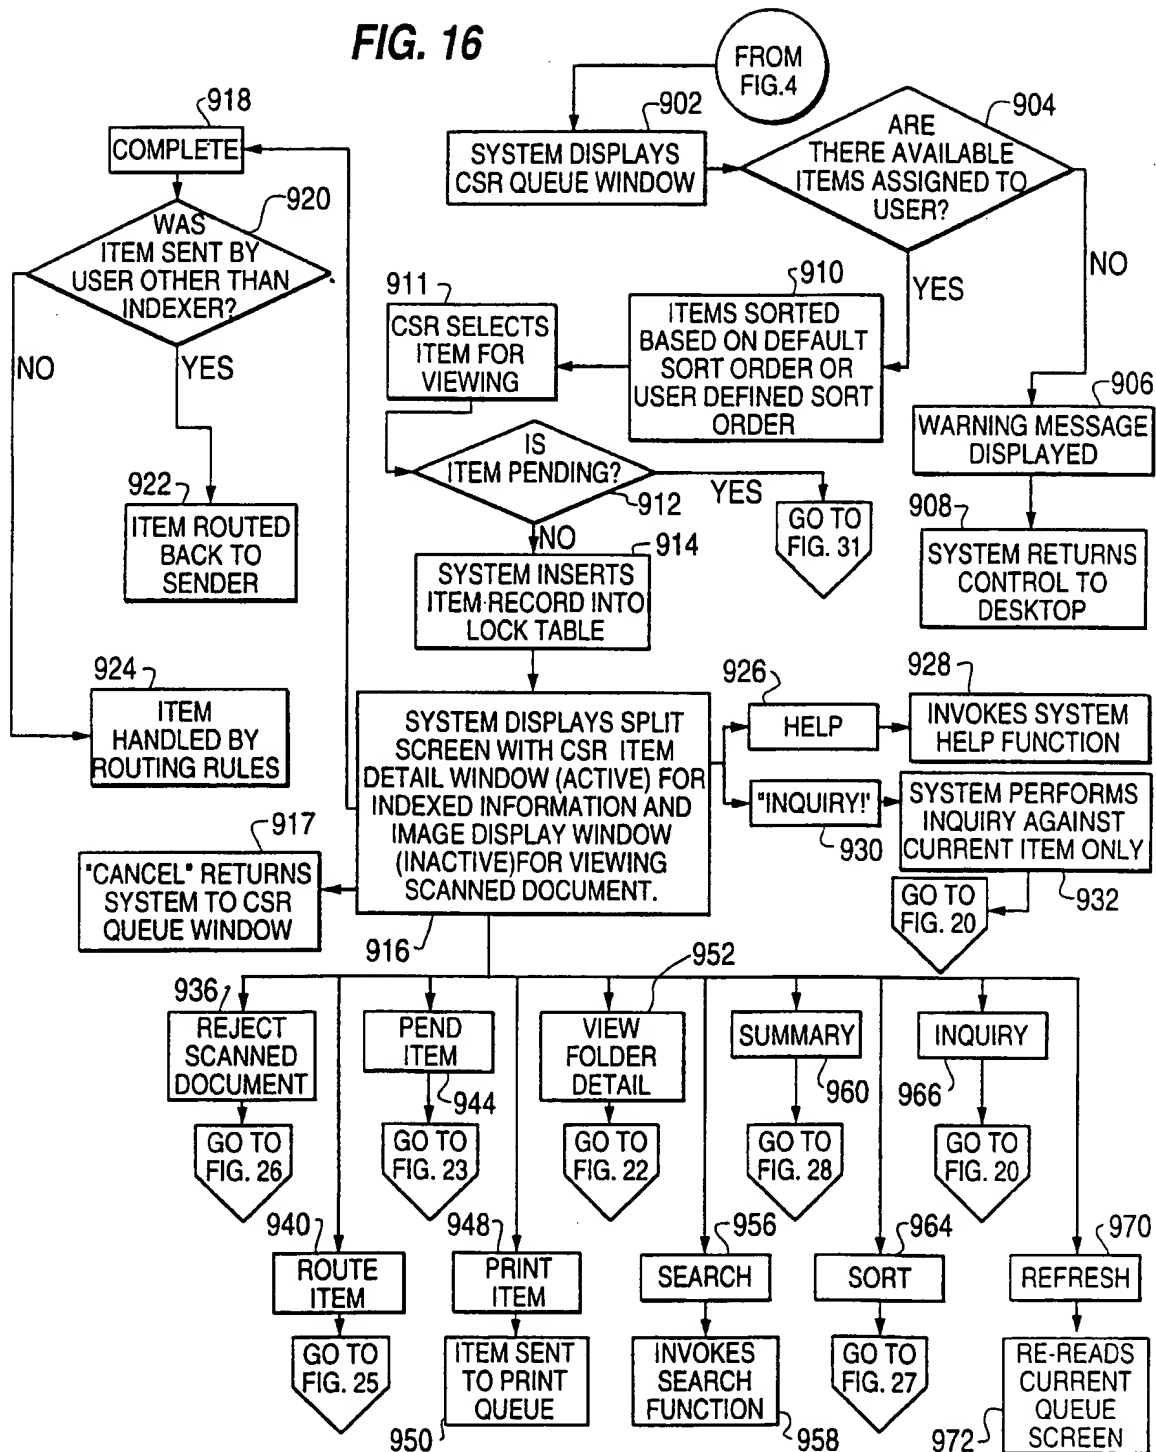 FIG. 16
FROM
FIG.4
902
SYSTEM DISPLAYS
CSR QUEUE WINDOW
904
ARE
THERE AVAILABLE
ITEMS ASSIGNED TO
USER?
NO
YES
906
WARNING MESSAGE
DISPLAYED
908
SYSTEM RETURNS
CONTROL TO
DESKTOP
910
ITEMS SORTED
BASED ON DEFAULT
SORT ORDER OR
USER DEFINED SORT
ORDER
911
CSR SELECTS
ITEM FOR
VIEWING
IS
ITEM PENDING?
912
YES
GO TO
FIG. 31
NO
914
SYSTEM INSERTS
ITEM RECORD INTO
LOCK TABLE
SYSTEM DISPLAYS SPLIT
SCREEN WITH CSR ITEM
DETAIL WINDOW (ACTIVE) FOR
INDEXED INFORMATION AND
IMAGE DISPLAY WINDOW
(INACTIVE)FOR VIEWING
SCANNED DOCUMENT.
916
918
COMPLETE
920
WAS
ITEM SENT BY
USER OTHER THAN
INDEXER?
NO
YES
922
ITEM ROUTED
BACK TO
SENDER
924
ITEM
HANDLED BY
ROUTING RULES
917
"CANCEL" RETURNS
SYSTEM TO CSR
QUEUE WINDOW
926
HELP
928
INVOKES SYSTEM
HELP FUNCTION
"INQUIRY!"
930
SYSTEM PERFORMS
INQUIRY AGAINST
CURRENT ITEM ONLY
932
GO TO
FIG. 20
936
REJECT
SCANNED
DOCUMENT
GO TO
FIG. 26
940
ROUTE
ITEM
GO TO
FIG. 25
PEND
ITEM
944
GO TO
FIG. 23
948
PRINT
ITEM
ITEM SENT
TO PRINT
QUEUE
950
952
VIEW
FOLDER
DETAIL
GO TO
FIG. 22
956
SEARCH
INVOKES
SEARCH
FUNCTION
958
SUMMARY
960
GO TO
FIG. 28
964
SORT
GO TO
FIG. 27
INQUIRY
966
GO TO
FIG. 20
970
REFRESH
RE-READS
CURRENT
QUEUE
SCREEN
972